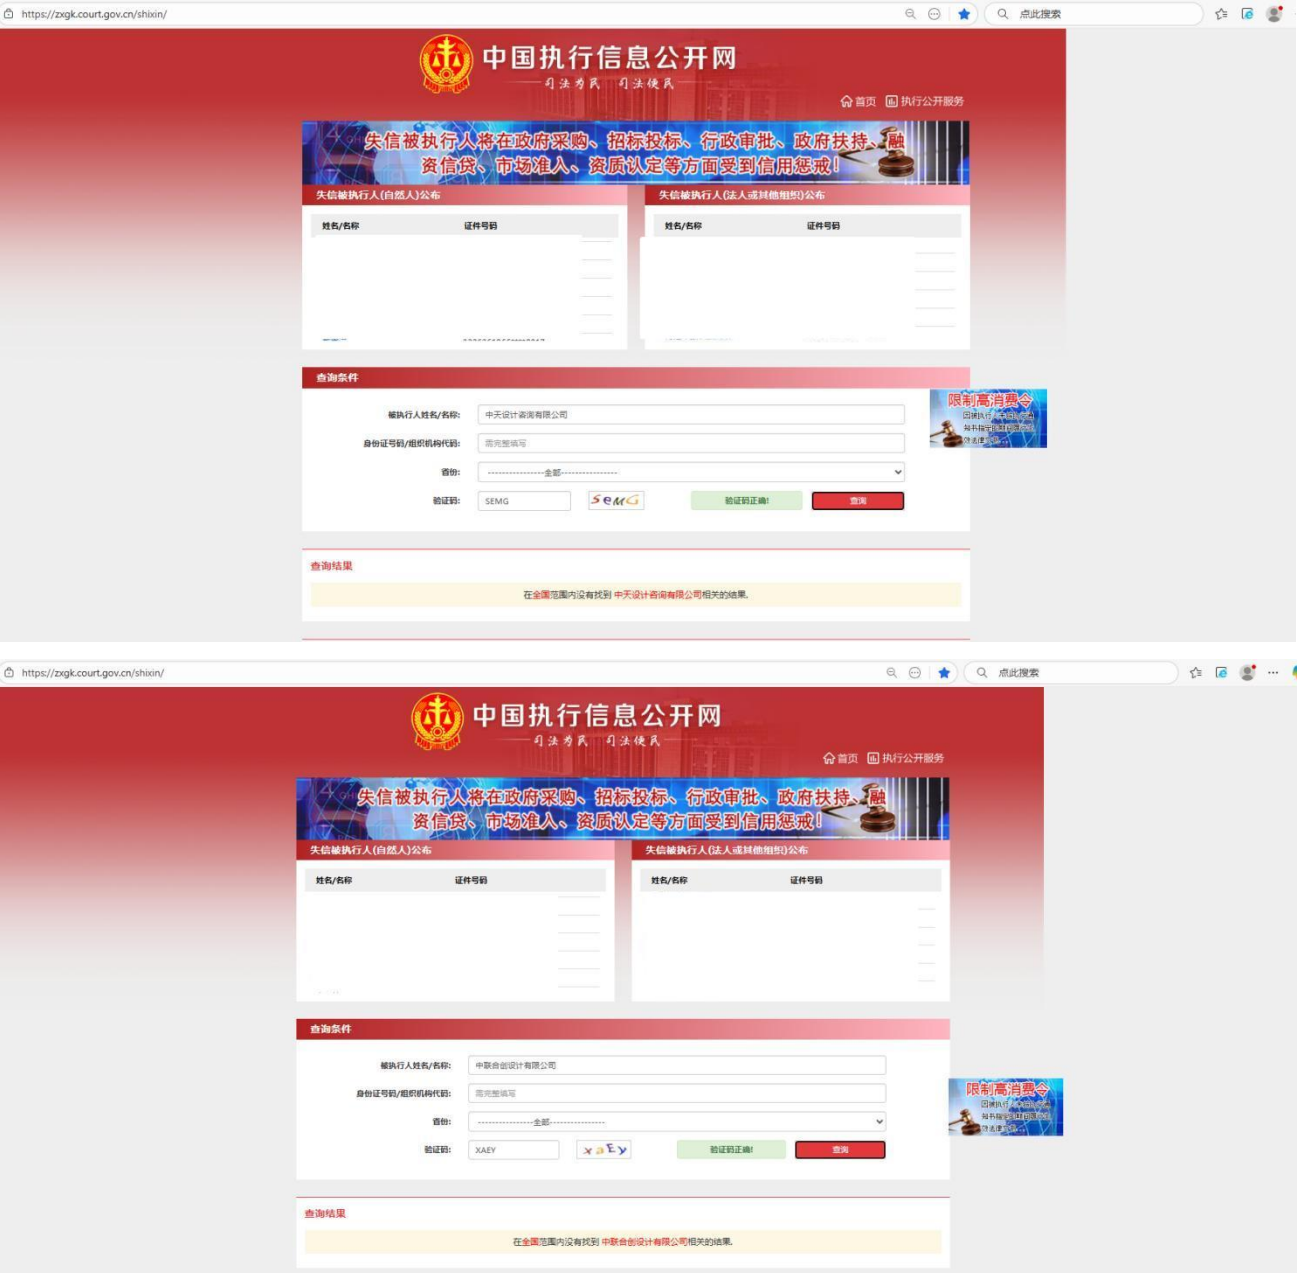 https://zxgk.court.gov.cn/shixin/
点此搜索
中国执行信息公开网
司法为民 司法便民
首页 执行公开服务
失信被执行人将在政府采购、招标投标、行政审批、政府扶持、融
资信贷、市场准入、资质认定等方面受到信用惩戒！
失信被执行人(自然人)公布
姓名/名称 证件号码
失信被执行人(法人或其他组织)公布
姓名/名称 证件号码
查询条件
被执行人姓名/名称: 中天设计咨询有限公司
身份证号码/组织机构代码: 需完整填写
省份: ----------------全部----------------
验证码: SEMG SeMG 验证码正确! 查询
限制高消费令
查询结果
在全国范围内没有找到 中天设计咨询有限公司相关的结果.
https://zxgk.court.gov.cn/shixin/
点此搜索
中国执行信息公开网
司法为民 司法便民
首页 执行公开服务
失信被执行人将在政府采购、招标投标、行政审批、政府扶持、融
资信贷、市场准入、资质认定等方面受到信用惩戒！
失信被执行人(自然人)公布
姓名/名称 证件号码
失信被执行人(法人或其他组织)公布
姓名/名称 证件号码
查询条件
被执行人姓名/名称: 中联合创设计有限公司
身份证号码/组织机构代码: 需完整填写
省份: ----------------全部----------------
验证码: XAEY xaEy 验证码正确! 查询
限制高消费令
查询结果
在全国范围内没有找到 中联合创设计有限公司相关的结果.